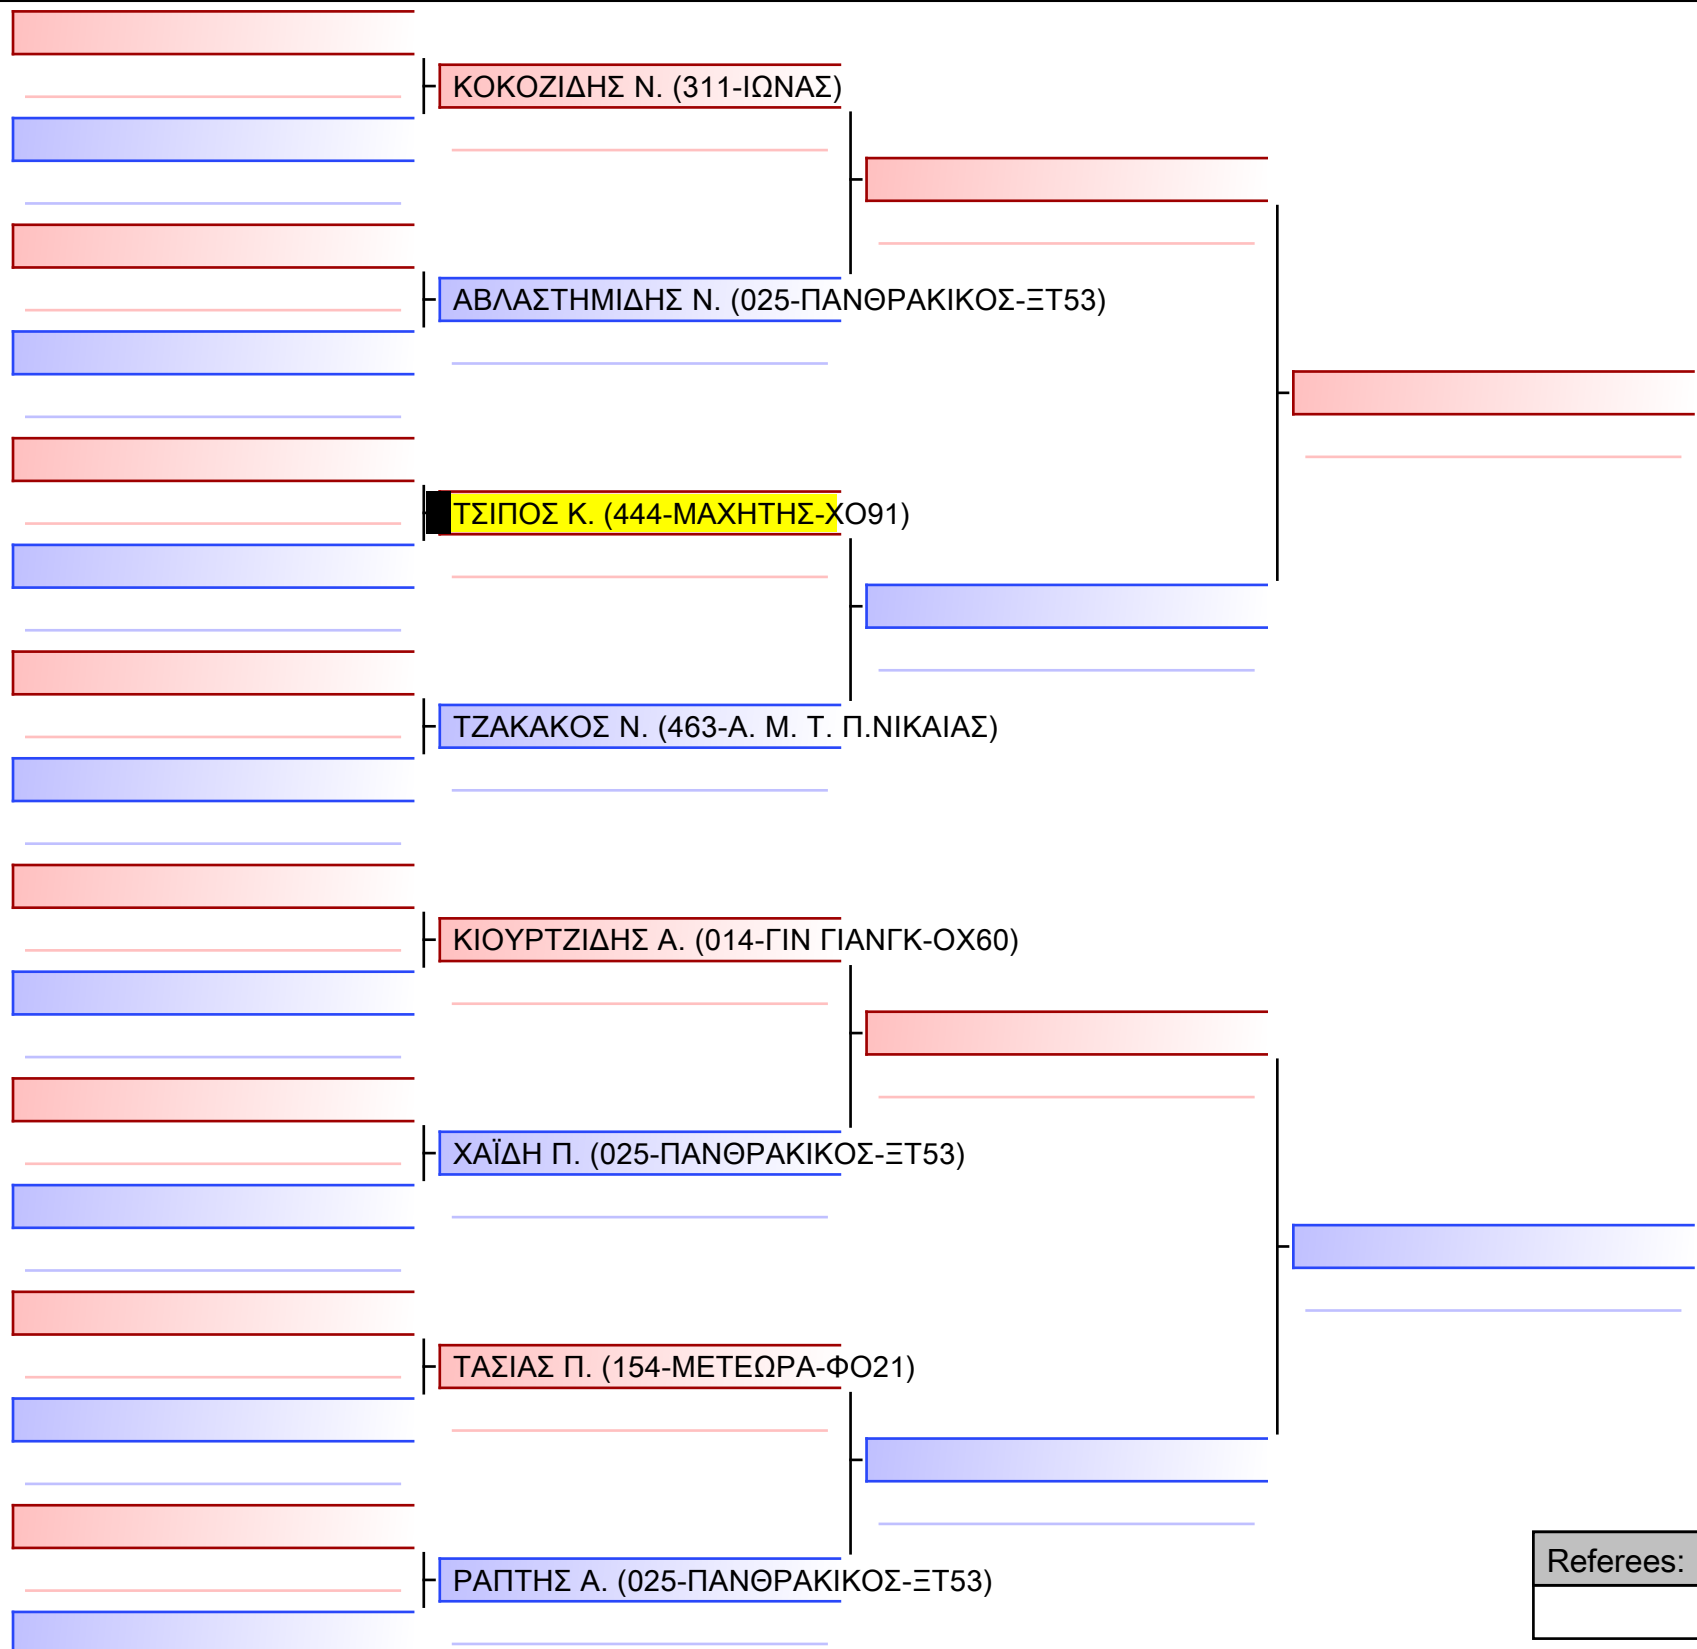 ΚΟΚΟΖΙΔΗΣ Ν. (311-ΙΩΝΑΣ)
ΑΒΛΑΣΤΗΜΙΔΗΣ Ν. (025-ΠΑΝΘΡΑΚΙΚΟΣ-ΞΤ53)
ΤΣΙΠΟΣ Κ. (444-ΜΑΧΗΤΗΣ-ΧΟ91)
ΤΖΑΚΑΚΟΣ Ν. (463-Α. Μ. Τ. Π.ΝΙΚΑΙΑΣ)
ΚΙΟΥΡΤΖΙΔΗΣ Α. (014-ΓΙΝ ΓΙΑΝΓΚ-ΟΧ60)
ΧΑΪΔΗ Π. (025-ΠΑΝΘΡΑΚΙΚΟΣ-ΞΤ53)
ΤΑΣΙΑΣ Π. (154-ΜΕΤΕΩΡΑ-ΦΟ21)
ΡΑΠΤΗΣ Α. (025-ΠΑΝΘΡΑΚΙΚΟΣ-ΞΤ53)
Referees: